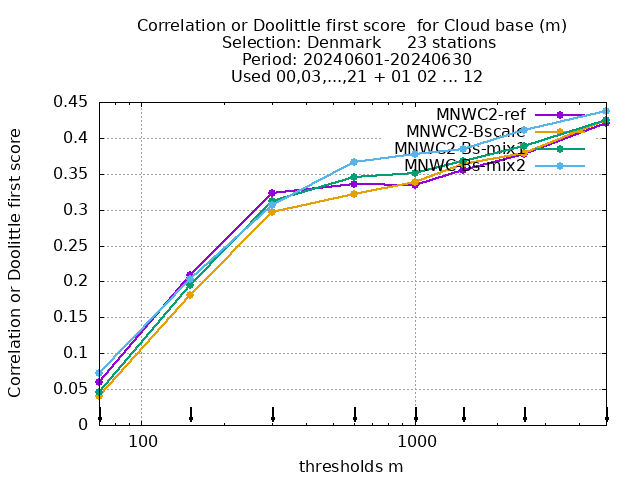 Correlation or Doolittle first score  for Cloud base (m)
Selection: Denmark     23 stations
Period: 20240601-20240630
Used 00,03,...,21 + 01 02 ... 12
MNWC2-ref
MNWC2-Bscale
MNWC2-Bs-mix1
MNWC-Bs-mix2
Correlation or Doolittle first score
0.45
0.4
0.35
0.3
0.25
0.2
0.15
0.1
0.05
0
100
1000
thresholds m